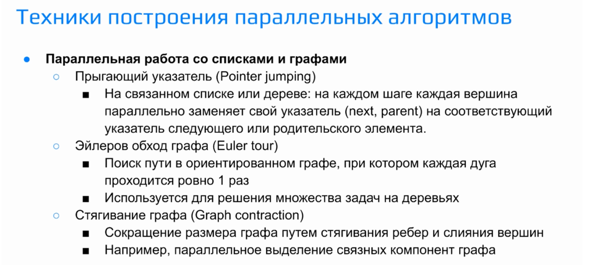 Техники построения параллельных алгоритмов
● Параллельная работа со списками и графами
○ Прыгающий указатель (Pointer jumping)
■ На связанном списке или дереве: на каждом шаге каждая вершина
параллельно заменяет свой указатель (next, parent) на соответствующий
указатель следующего или родительского элемента.
○ Эйлеров обход графа (Euler tour)
■ Поиск пути в ориентированном графе, при котором каждая дуга
проходится ровно 1 раз
■ Используется для решения множества задач на деревьях
○ Стягивание графа (Graph contraction)
■ Сокращение размера графа путем стягивания ребер и слияния вершин
■ Например, параллельное выделение связных компонент графа